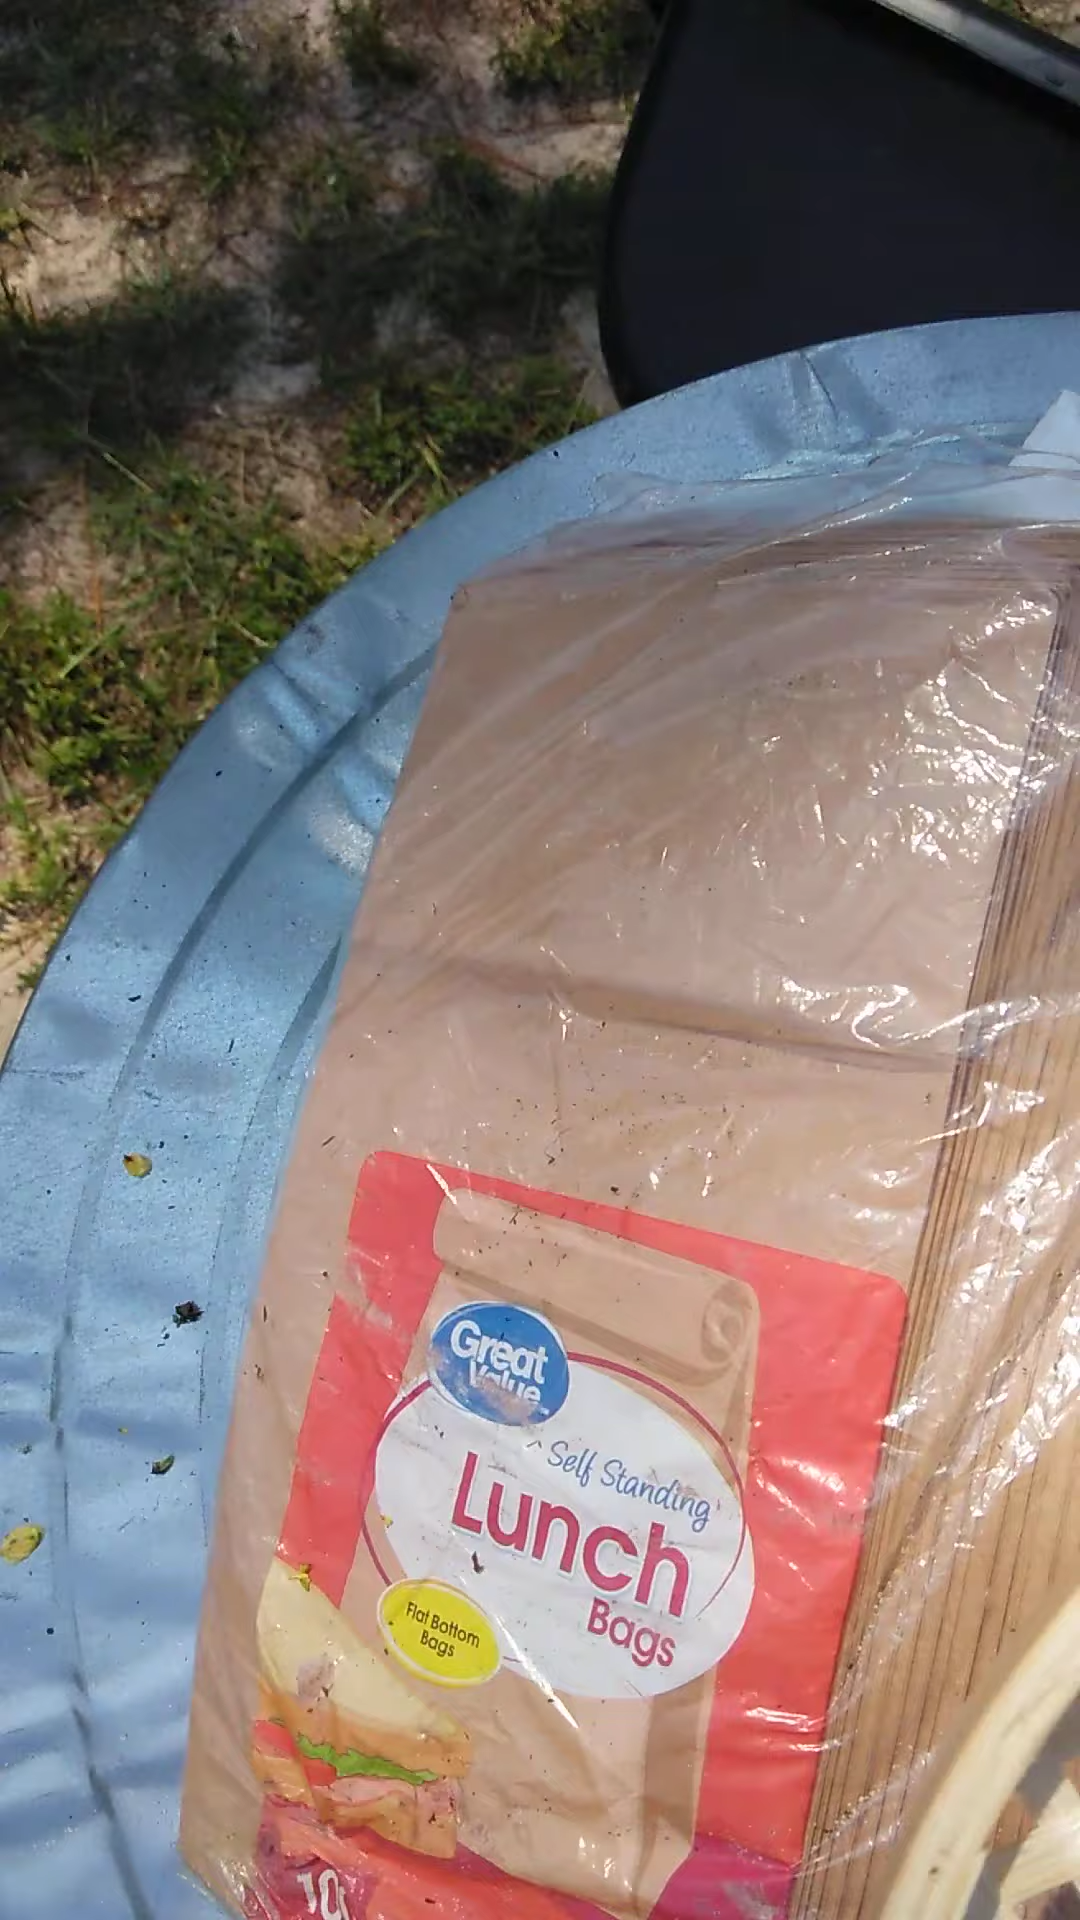 Great
Value
Self Standing
Lunch
Bags
Flat Bottom
Bags